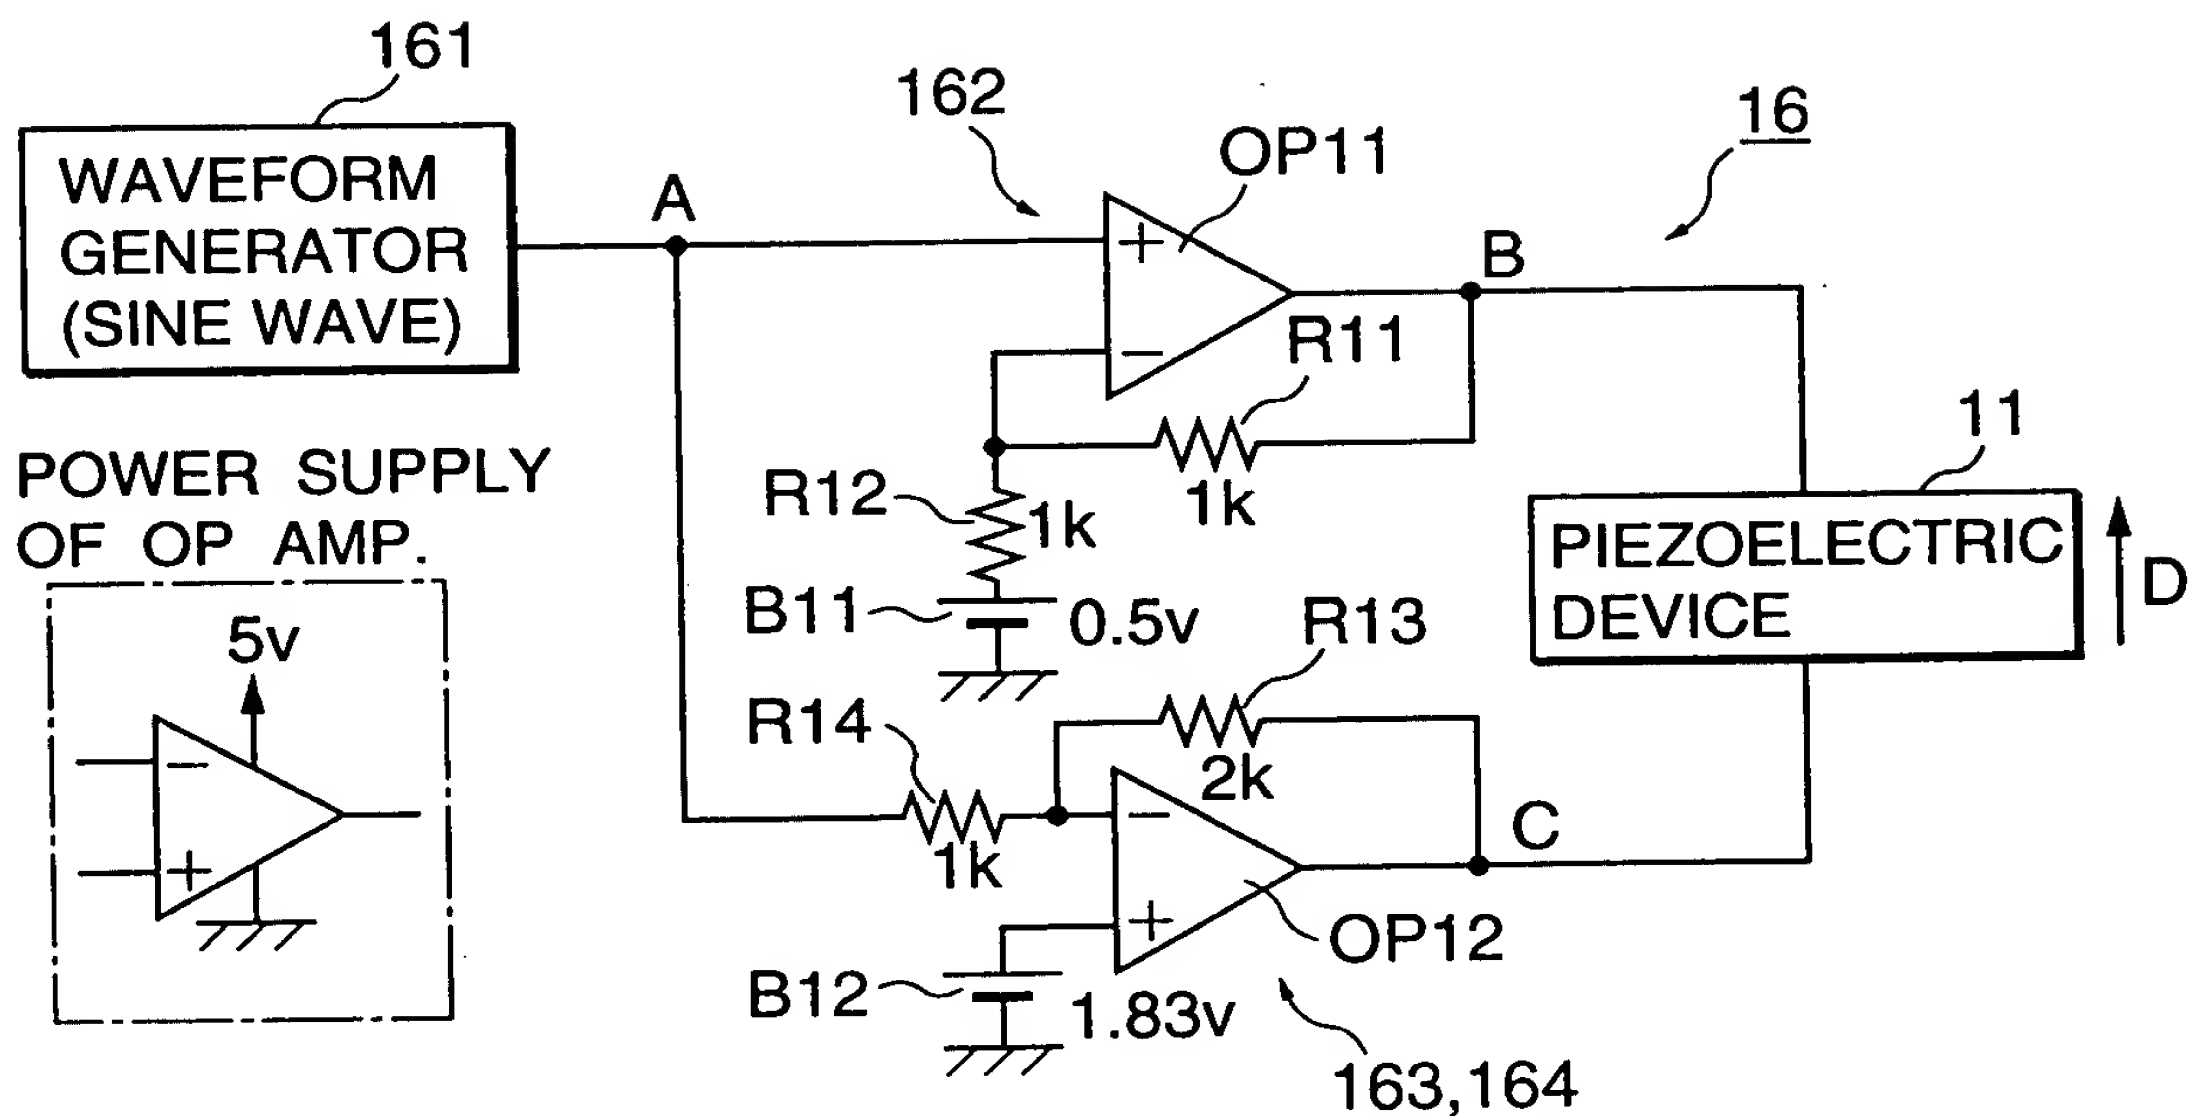 161
WAVEFORM
GENERATOR
(SINE WAVE)
A
162
OP11
+
−
B
16
R11
1k
R12
1k
B11
0.5v
11
PIEZOELECTRIC
DEVICE
D
POWER SUPPLY
OF OP AMP.
5v
−
+
R13
2k
R14
1k
−
+
C
OP12
B12
1.83v
163,164